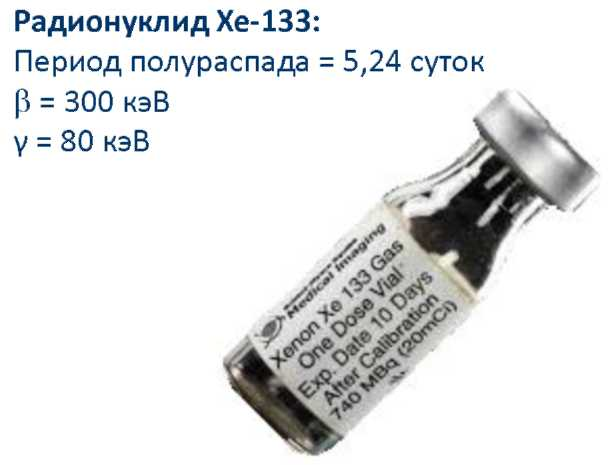 Радионуклид Xe-133:
Период полураспада = 5,24 суток
β = 300 кэВ
γ = 80 кэВ
Medical Imaging
Xenon Xe 133 Gas
One Dose Vial
Exp. Date 10 Days
After Calibration
740 MBq (20mCi)